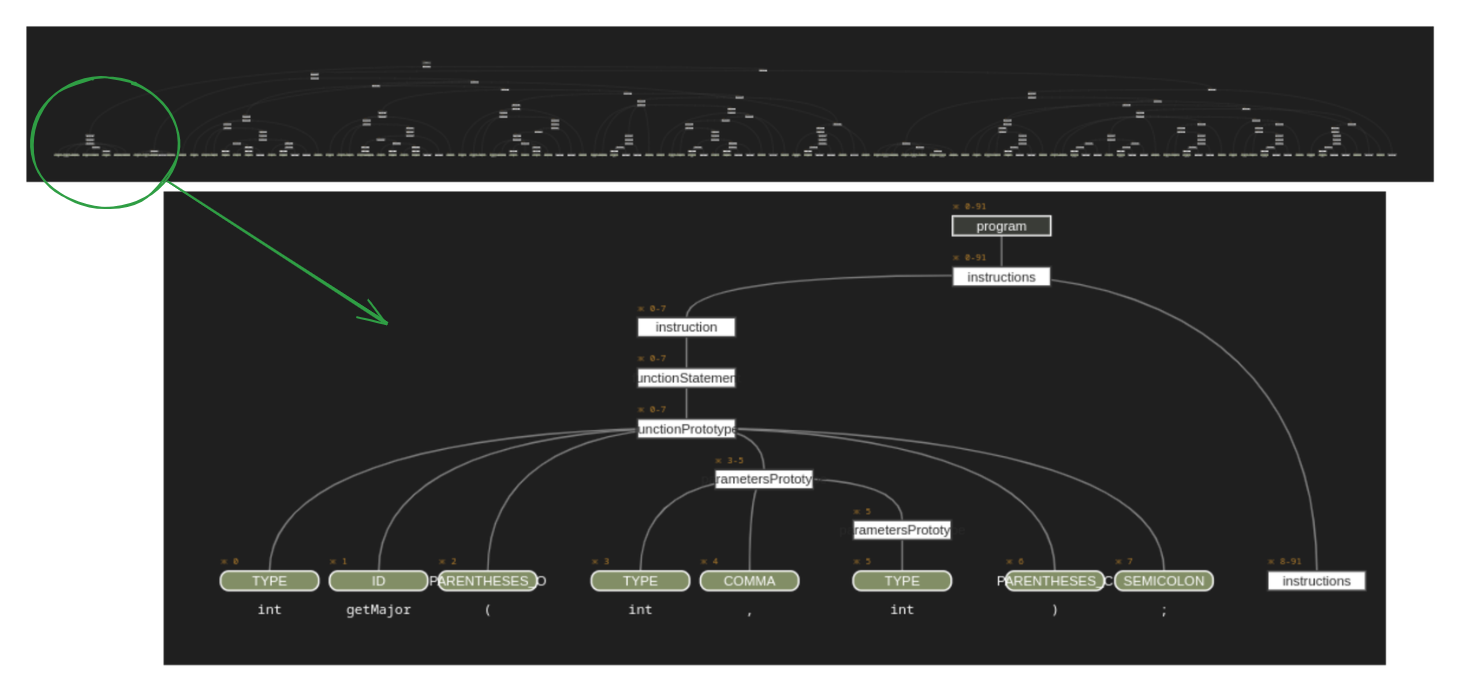 × 0-91
program
× 0-91
instructions
× 0-7
instruction
× 0-7
unctionStatemen
× 0-7
unctionPrototype
× 3-5
rametersPrototy
× 5
rametersPrototy
× 0 × 1 × 2 × 3 × 4 × 5 × 6 × 7 × 8-91
TYPE ID PARENTHESES_O TYPE COMMA TYPE PARENTHESES_C SEMICOLON instructions
int getMajor ( int , int ) ;